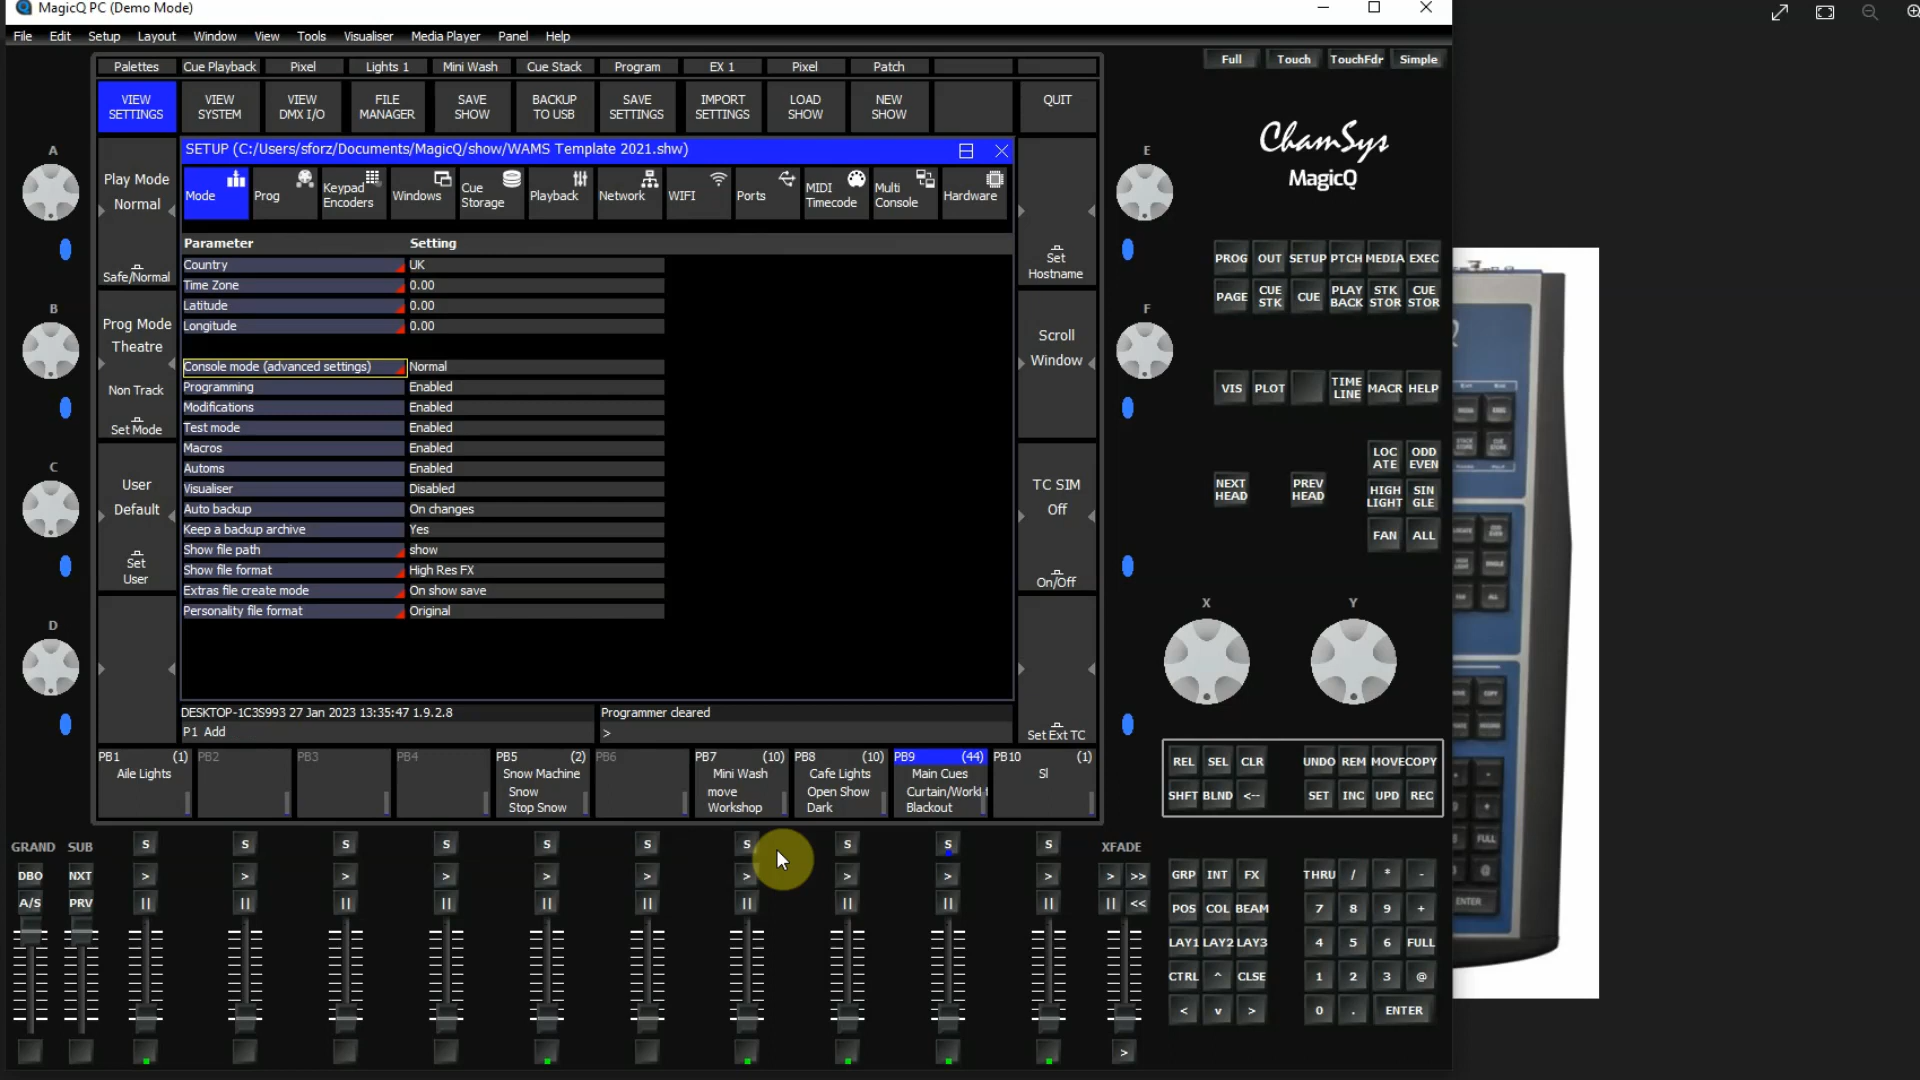 MagicQ PC (Demo Mode)
File Edit Setup Layout Window View Tools Visualiser Media Player Panel Help
Palettes Cue Playback Pixel Lights 1 Mini Wash Cue Stack Program EX 1 Pixel Patch
Full Touch TouchFdr Simple
VIEW SETTINGS
VIEW SYSTEM
VIEW DMX I/O
FILE MANAGER
SAVE SHOW
BACKUP TO USB
SAVE SETTINGS
IMPORT SETTINGS
LOAD SHOW
NEW SHOW
QUIT
SETUP (C:/Users/sforz/Documents/MagicQ/show/WAMS Template 2021.shw)
Mode
Prog
Keypad Encoders
Windows
Cue Storage
Playback
Network
WIFI
Ports
MIDI Timecode
Multi Console
Hardware
Parameter Setting
Country UK
Time Zone 0.00
Latitude 0.00
Longitude 0.00
Console mode (advanced settings) Normal
Programming Enabled
Modifications Enabled
Test mode Enabled
Macros Enabled
Automs Enabled
Visualiser Disabled
Auto backup On changes
Keep a backup archive Yes
Show file path show
Show file format High Res FX
Extras file create mode On show save
Personality file format Original
A
Play Mode
Normal
Safe/Normal
B
Prog Mode
Theatre
Non Track
Set Mode
C
User
Default
Set
User
D
Set
Hostname
Scroll
Window
TC SIM
Off
On/Off
Set Ext TC
DESKTOP-1C3S993 27 Jan 2023 13:35:47 1.9.2.8
Programmer cleared
P1 Add
>
PB1 (1)
Aile Lights
PB2
PB3
PB4
PB5 (2)
Snow Machine
Snow
Stop Snow
PB6
PB7 (10)
Mini Wash
move
Workshop
PB8 (10)
Cafe Lights
Open Show
Dark
PB9 (44)
Main Cues
Curtain/Workl
Blackout
PB10 (1)
Sl
E
F
ChamSys
MagicQ
PROG OUT SETUP PTCH MEDIA EXEC
PAGE CUE STK CUE PLAY BACK STK STOR CUE STOR
VIS PLOT TIME LINE MACR HELP
NEXT HEAD PREV HEAD
LOC ATE ODD EVEN
HIGH LIGHT SIN GLE
FAN ALL
X Y
REL SEL CLR UNDO REM MOVE COPY
SHFT BLND <-- SET INC UPD REC
GRAND SUB
S S S S S S S S S S
XFADE
DBO NXT > > > > > > > > > > > >>
A/S PRV || || || || || || || || || || || <<
>
GRP INT FX THRU / * -
POS COL BEAM 7 8 9 +
LAY1 LAY2 LAY3 4 5 6 FULL
CTRL ^ CLSE 1 2 3 @
< v > 0 . ENTER
FULL
ENTER